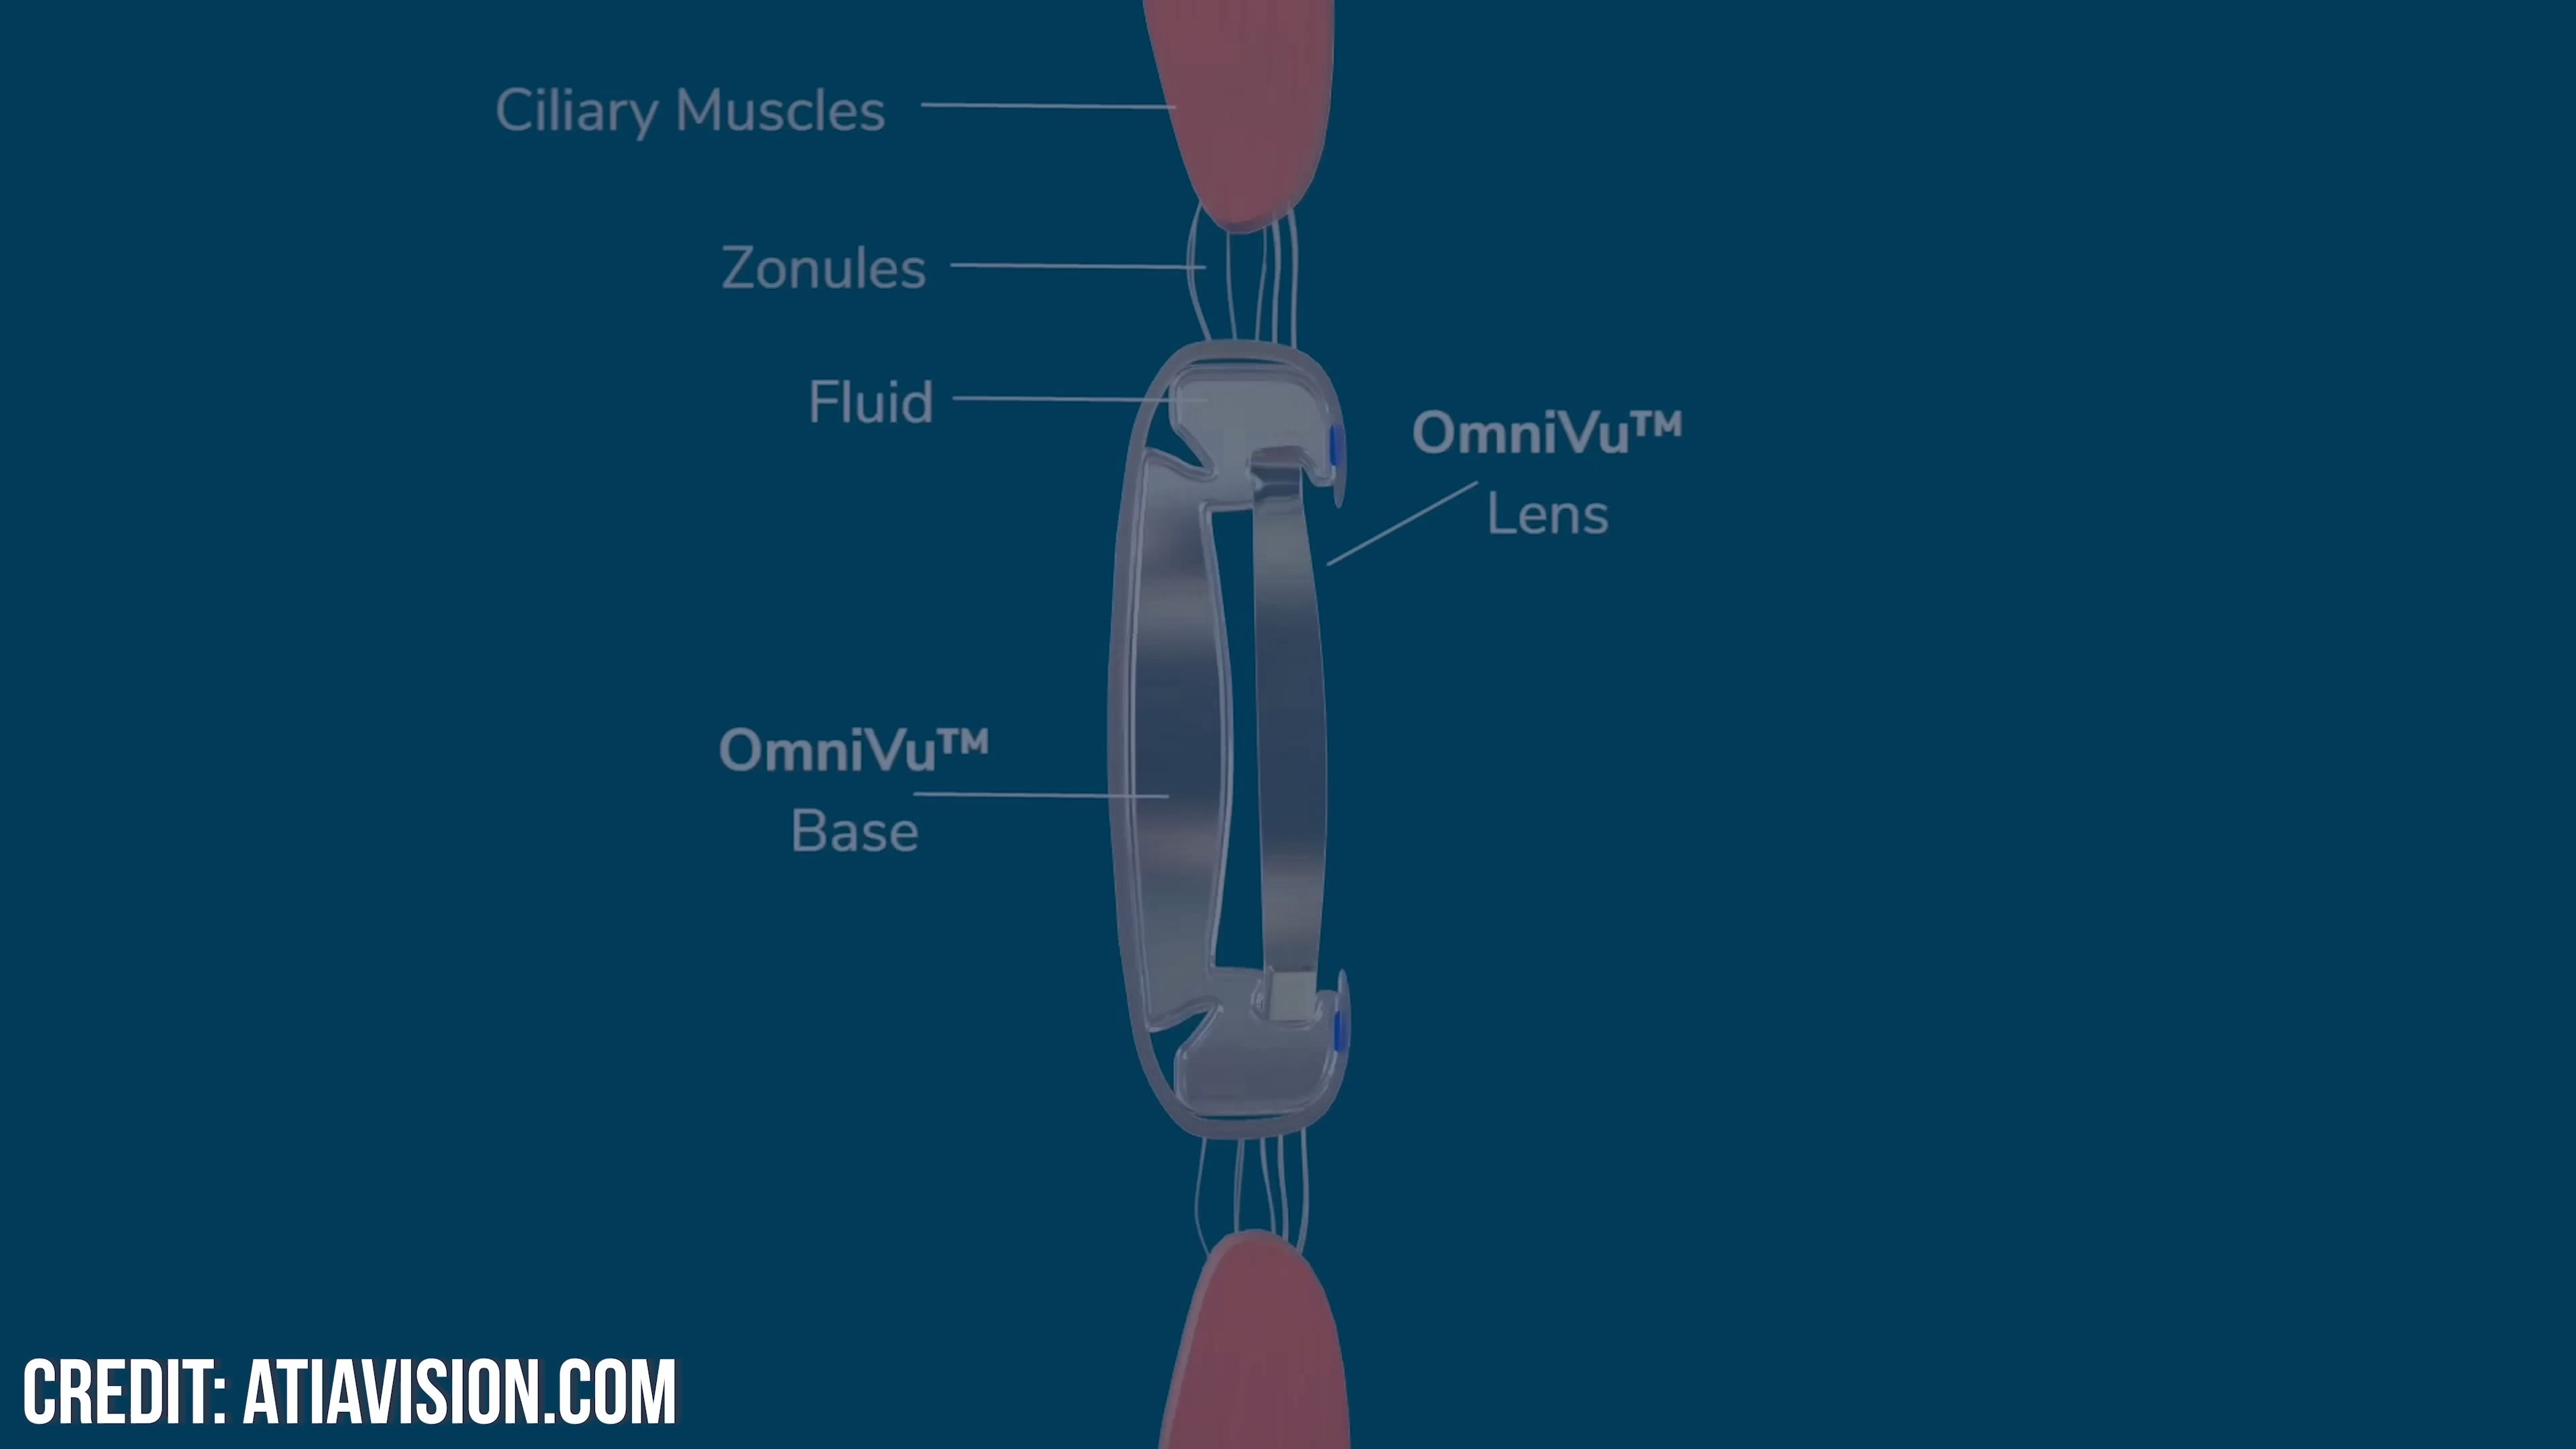 Ciliary Muscles
Zonules
Fluid
OmniVu™
Lens
OmniVu™
Base
CREDIT: ATIAVISION.COM